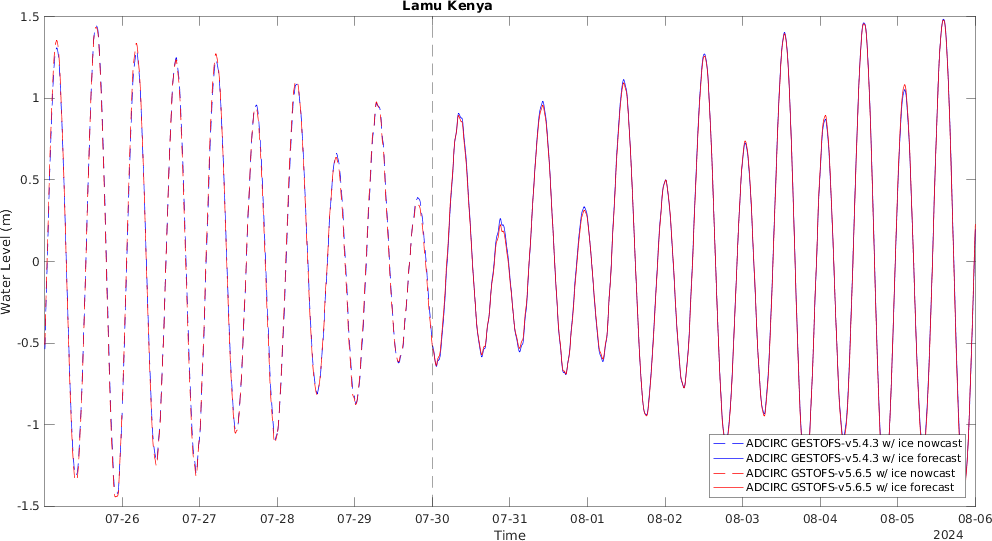 Lamu Kenya
1.5
1
0.5
0
-0.5
-1
-1.5
Water Level (m)
07-26 07-27 07-28 07-29 07-30 07-31 08-01 08-02 08-03 08-04 08-05 08-06
Time
2024
ADCIRC GESTOFS-v5.4.3 w/ ice nowcast
ADCIRC GESTOFS-v5.4.3 w/ ice forecast
ADCIRC GSTOFS-v5.6.5 w/ ice nowcast
ADCIRC GSTOFS-v5.6.5 w/ ice forecast